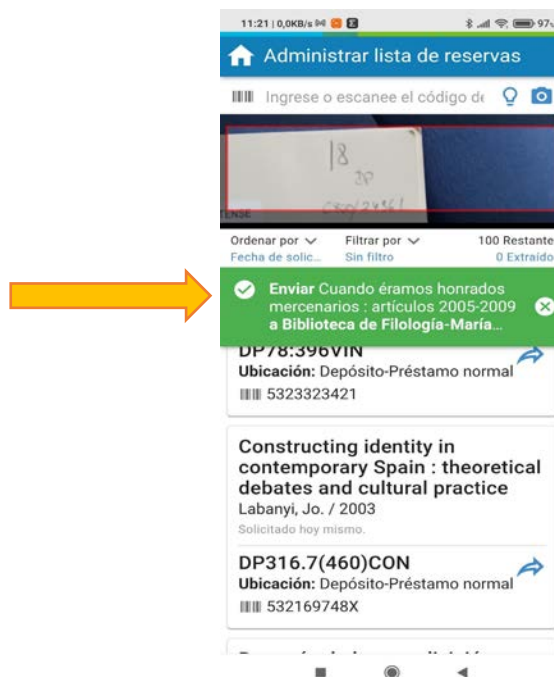 11:21 | 0,0KB/s
97
Administrar lista de reservas
Ingrese o escanee el código de
18
DP
Ordenar por
Filtrar por
100 Restante
Fecha de solic...
Sin filtro
0 Extraído
Enviar Cuando éramos honrados
mercenarios : artículos 2005-2009
a Biblioteca de Filología-María...
DP78:396VIN
Ubicación: Depósito-Préstamo normal
5323323421
Constructing identity in
contemporary Spain : theoretical
debates and cultural practice
Labanyi, Jo. / 2003
Solicitado hoy mismo.
DP316.7(460)CON
Ubicación: Depósito-Préstamo normal
532169748X